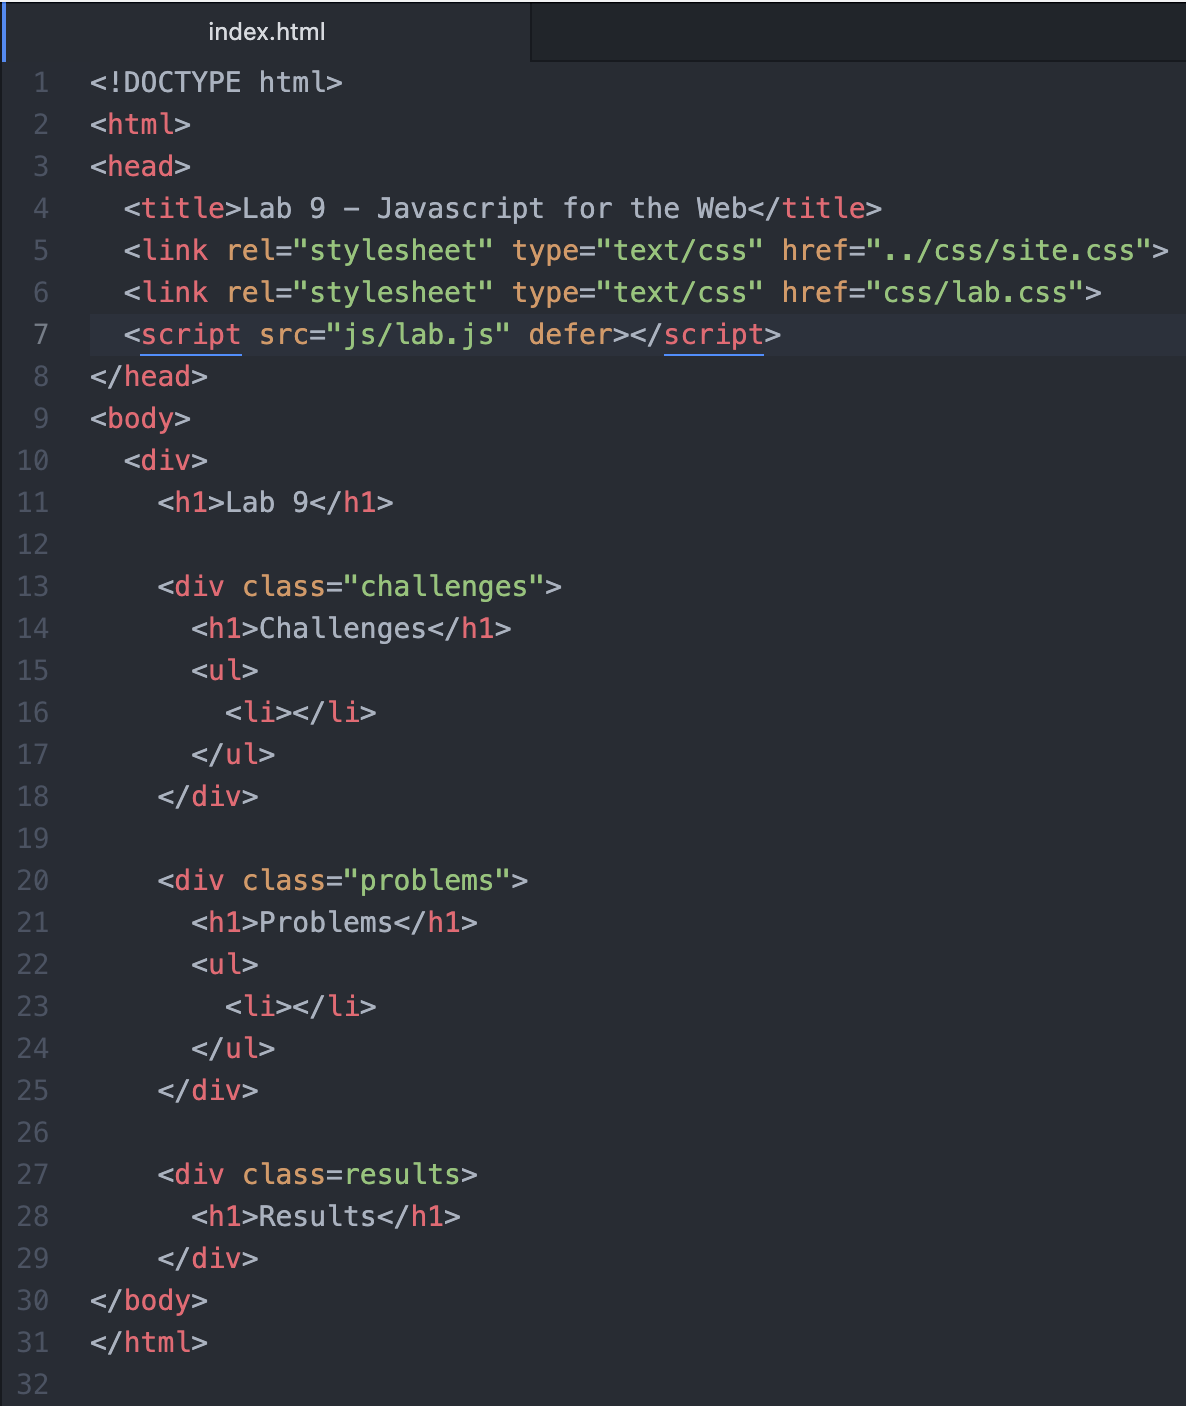 index.html
1 <!DOCTYPE html>
2 <html>
3 <head>
4   <title>Lab 9 – Javascript for the Web</title>
5   <link rel="stylesheet" type="text/css" href="../css/site.css">
6   <link rel="stylesheet" type="text/css" href="css/lab.css">
7   <script src="js/lab.js" defer></script>
8 </head>
9 <body>
10   <div>
11     <h1>Lab 9</h1>
12
13     <div class="challenges">
14       <h1>Challenges</h1>
15       <ul>
16         <li></li>
17       </ul>
18     </div>
19
20     <div class="problems">
21       <h1>Problems</h1>
22       <ul>
23         <li></li>
24       </ul>
25     </div>
26
27     <div class=results>
28       <h1>Results</h1>
29     </div>
30 </body>
31 </html>
32